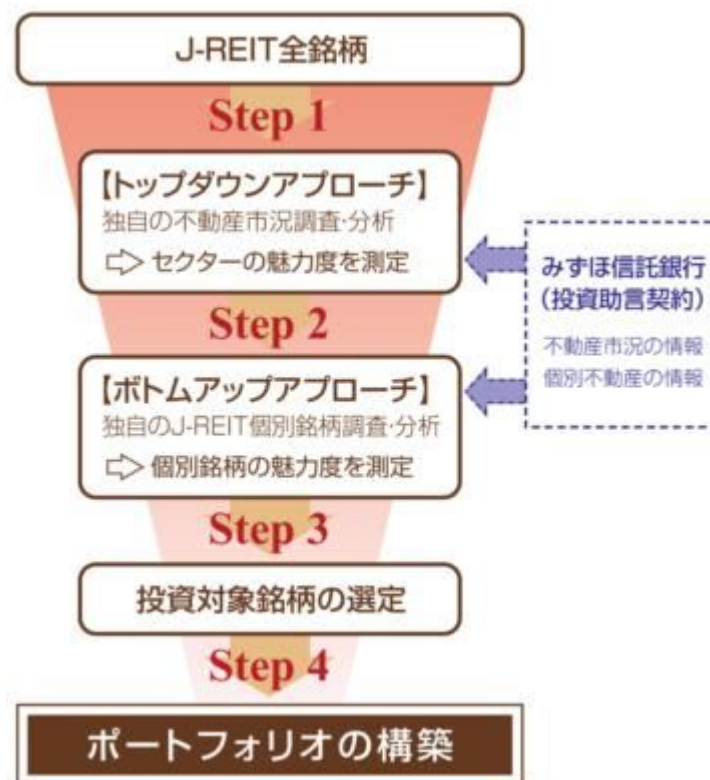 J-REIT全銘柄
Step 1
【トップダウンアプローチ】
独自の不動産市況調査・分析
⇨ セクターの魅力度を測定
みずほ信託銀行
(投資助言契約)
不動産市況の情報
個別不動産の情報
Step 2
【ボトムアップアプローチ】
独自のJ-REIT個別銘柄調査・分析
⇨ 個別銘柄の魅力度を測定
Step 3
投資対象銘柄の選定
Step 4
ポートフォリオの構築